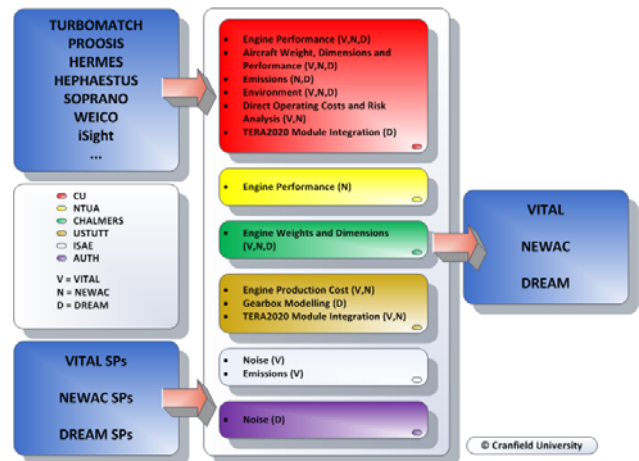 TURBOMATCH
PROOSIS
HERMES
HEPHAESTUS
SOPRANO
WEICO
iSight
...
CU
NTUA
CHALMERS
USTUTT
ISAE
AUTH
V = VITAL
N = NEWAC
D = DREAM
VITAL SPs
NEWAC SPs
DREAM SPs
• Engine Performance (V,N,D)
• Aircraft Weight, Dimensions and
Performance (V,N,D)
• Emissions (N,D)
• Environment (V,N,D)
• Direct Operating Costs and Risk
Analysis (V,N)
• TERA2020 Module Integration (D)
• Engine Performance (N)
• Engine Weights and Dimensions
(V,N,D)
• Engine Production Cost (V,N)
• Gearbox Modelling (D)
• TERA2020 Module Integration (V,N)
• Noise (V)
• Emissions (V)
• Noise (D)
VITAL
NEWAC
DREAM
© Cranfield University